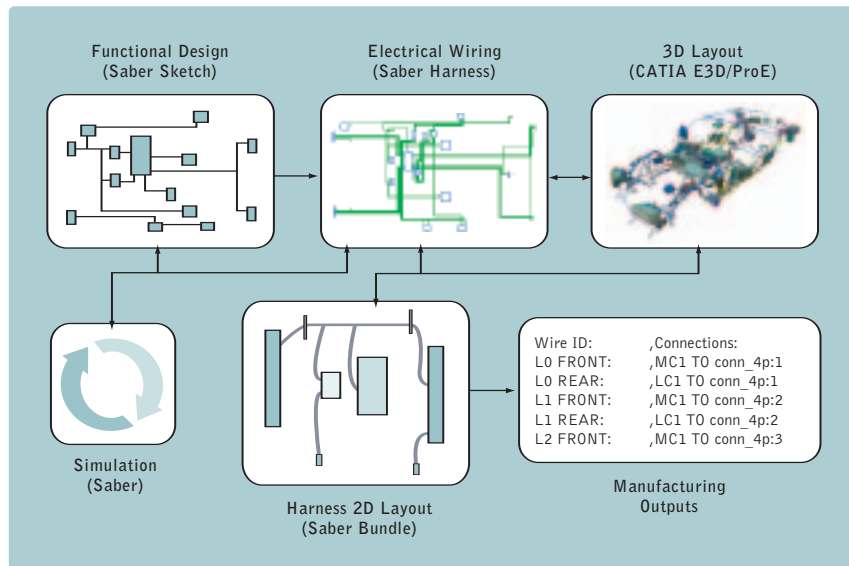 Functional Design
(Saber Sketch)
Electrical Wiring
(Saber Harness)
3D Layout
(CATIA E3D/ProE)
Simulation
(Saber)
Harness 2D Layout
(Saber Bundle)
Wire ID: ,Connections:
L0 FRONT: ,MC1 TO conn_4p:1
L0 REAR: ,LC1 TO conn_4p:1
L1 FRONT: ,MC1 TO conn_4p:2
L1 REAR: ,LC1 TO conn_4p:2
L2 FRONT: ,MC1 TO conn_4p:3
Manufacturing
Outputs